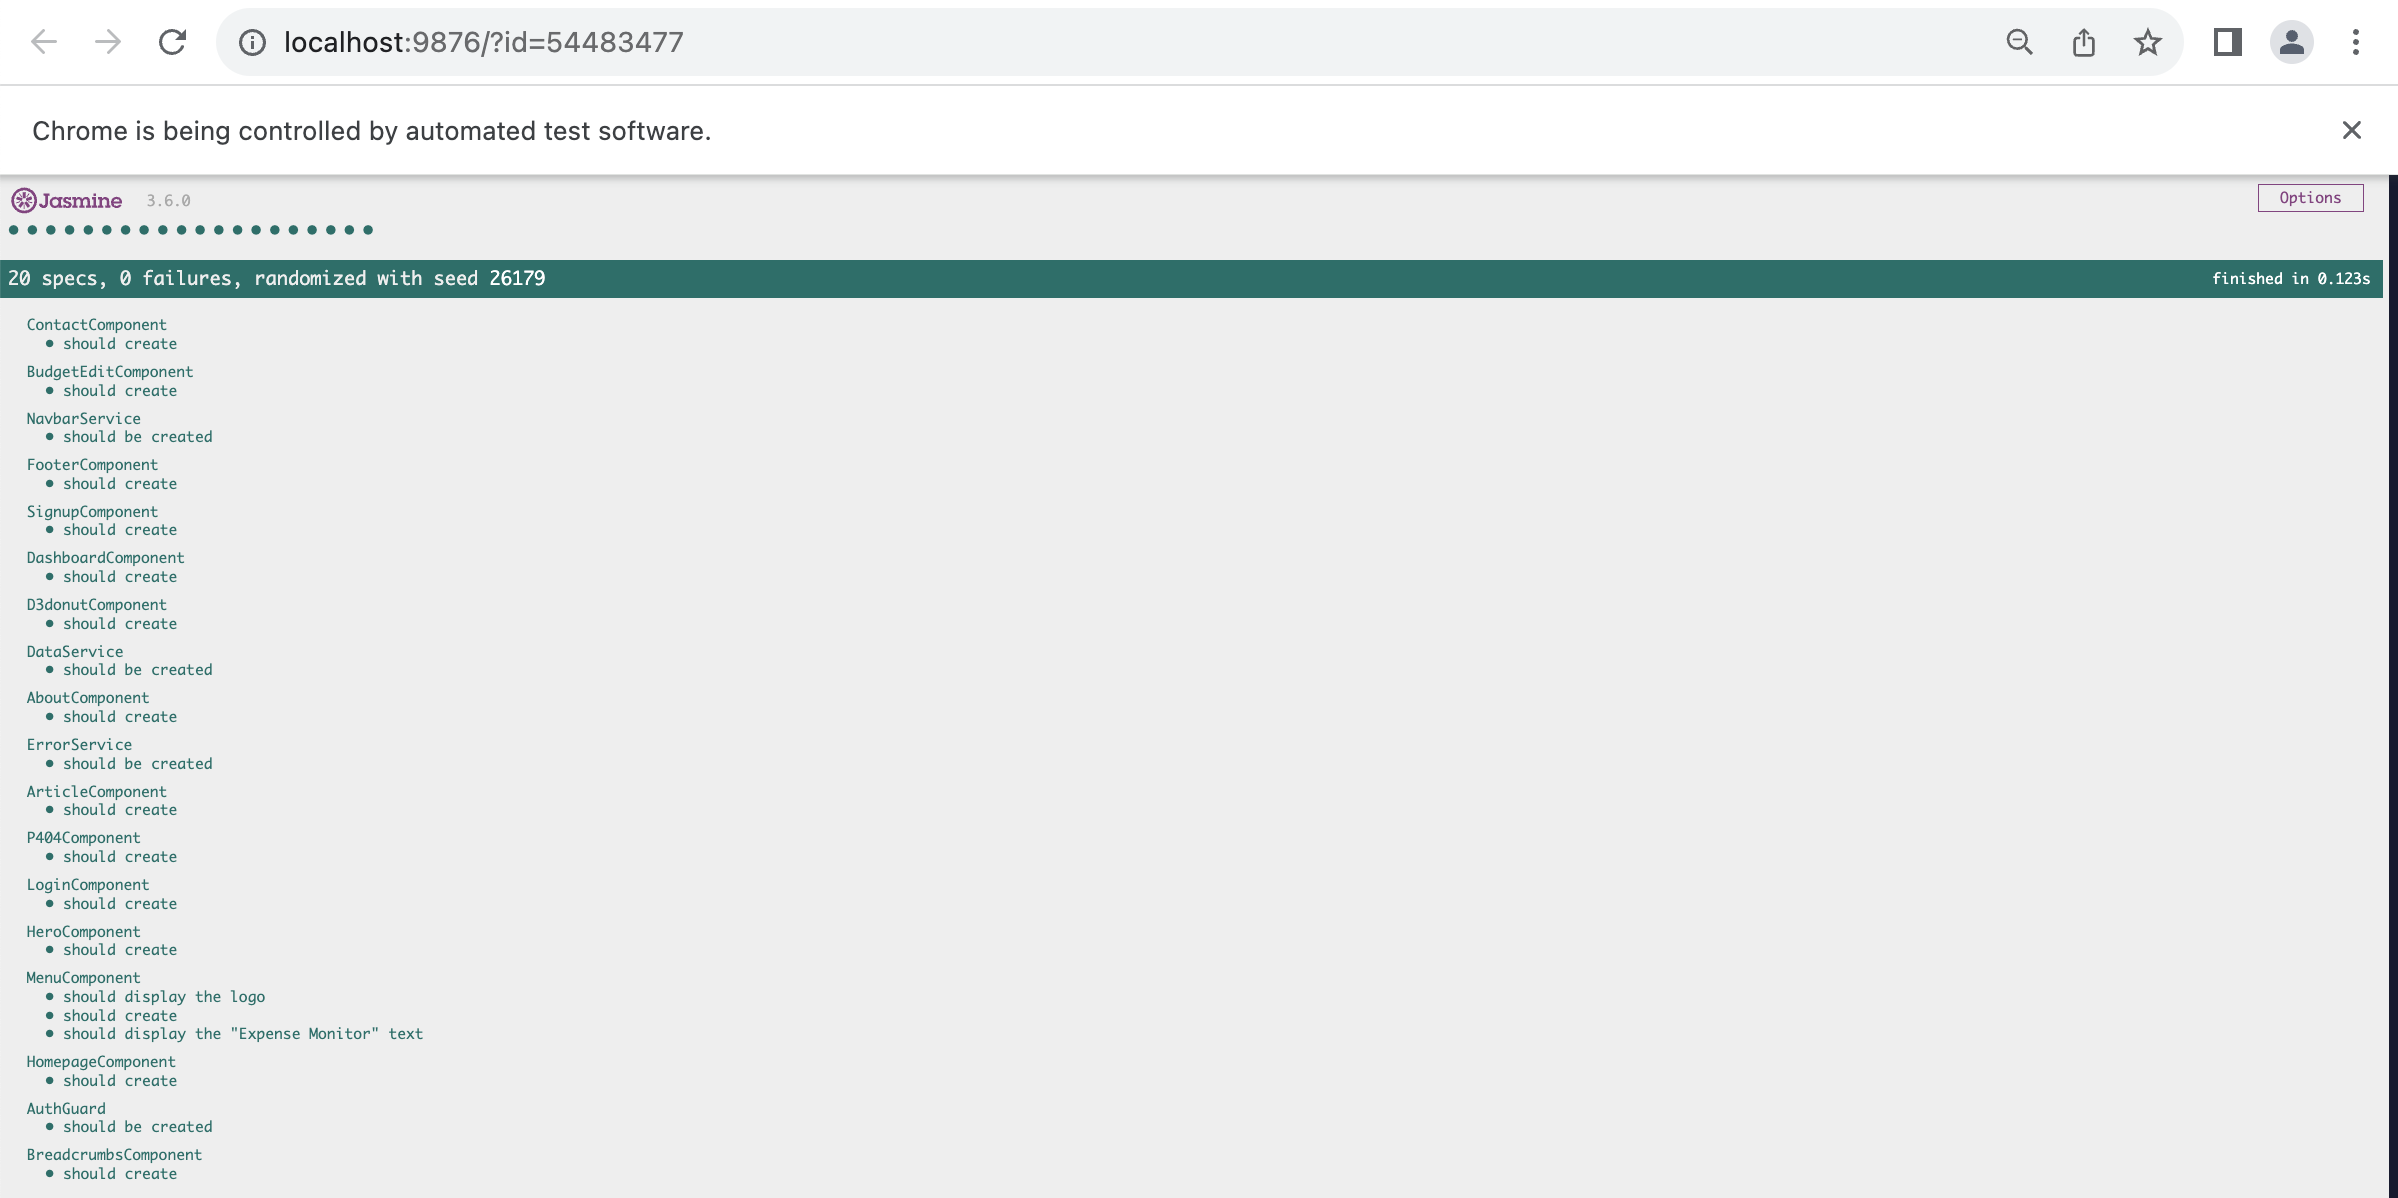 localhost:9876/?id=54483477
Chrome is being controlled by automated test software.
Jasmine 3.6.0
Options
20 specs, 0 failures, randomized with seed 26179
finished in 0.123s
ContactComponent
• should create
BudgetEditComponent
• should create
NavbarService
• should be created
FooterComponent
• should create
SignupComponent
• should create
DashboardComponent
• should create
D3donutComponent
• should create
DataService
• should be created
AboutComponent
• should create
ErrorService
• should be created
ArticleComponent
• should create
P404Component
• should create
LoginComponent
• should create
HeroComponent
• should create
MenuComponent
• should display the logo
• should create
• should display the "Expense Monitor" text
HomepageComponent
• should create
AuthGuard
• should be created
BreadcrumbsComponent
• should create